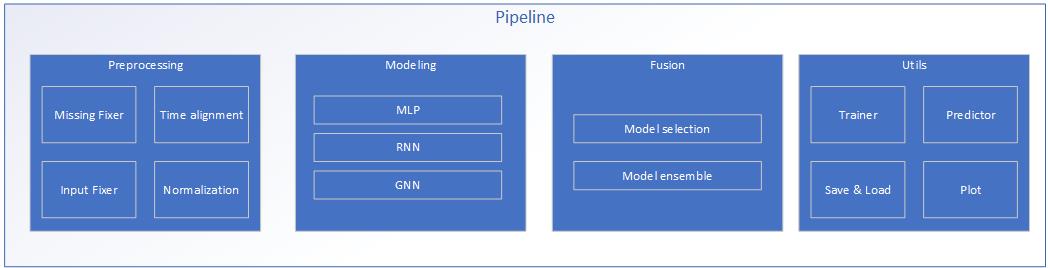 Pipeline
Preprocessing
Missing Fixer
Time alignment
Input Fixer
Normalization
Modeling
MLP
RNN
GNN
Fusion
Model selection
Model ensemble
Utils
Trainer
Predictor
Save & Load
Plot